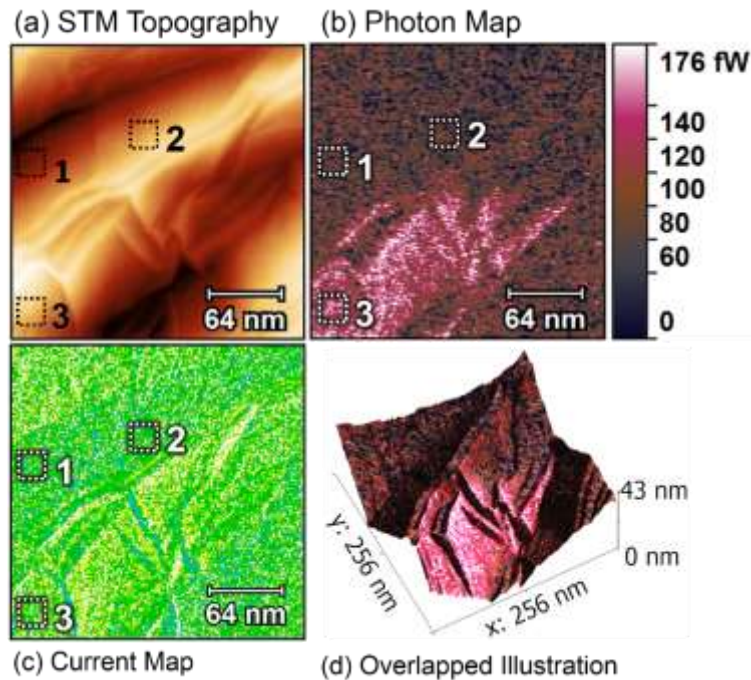 (a) STM Topography
(b) Photon Map
1
2
3
64 nm
1
2
3
64 nm
176 fW
140
120
100
80
60
0
1
2
3
64 nm
43 nm
0 nm
y: 256 nm
x: 256 nm
(c) Current Map
(d) Overlapped Illustration